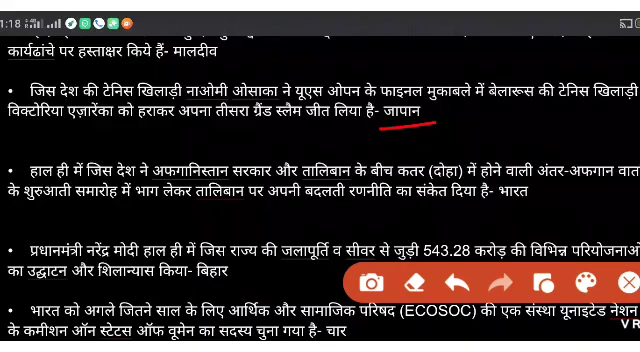 1:18
कार्यढांचे पर हस्ताक्षर किये हैं- मालदीव
• जिस देश की टेनिस खिलाड़ी नाओमी ओसाका ने यूएस ओपन के फाइनल मुकाबले में बेलारूस की टेनिस खिलाड़ी
विक्टोरिया एज़ारेंका को हराकर अपना तीसरा ग्रैंड स्लैम जीत लिया है- जापान
• हाल ही में जिस देश ने अफगानिस्तान सरकार और तालिबान के बीच कतर (दोहा) में होने वाली अंतर-अफगान वात
के शुरुआती समारोह में भाग लेकर तालिबान पर अपनी बदलती रणनीति का संकेत दिया है- भारत
• प्रधानमंत्री नरेंद्र मोदी हाल ही में जिस राज्य की जलापूर्ति व सीवर से जुड़ी 543.28 करोड़ की विभिन्न परियोजनाओ
का उद्घाटन और शिलान्यास किया- बिहार
• भारत को अगले जितने साल के लिए आर्थिक और सामाजिक परिषद (ECOSOC) की एक संस्था यूनाइटेड नेशन
के कमीशन ऑन स्टेटस ऑफ वूमेन का सदस्य चुना गया है- चार
V R